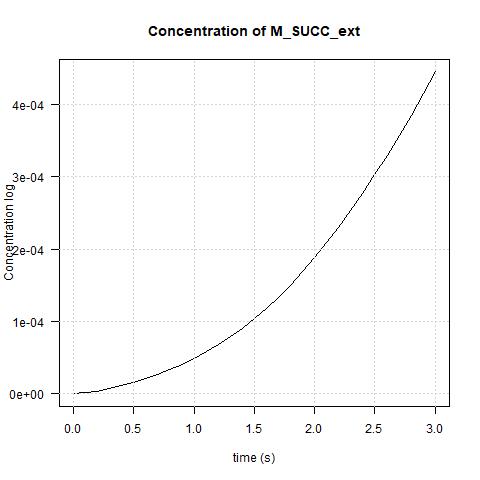 Concentration of M_SUCC_ext
Concentration log
4e-04
3e-04
2e-04
1e-04
0e+00
0.0 0.5 1.0 1.5 2.0 2.5 3.0
time (s)